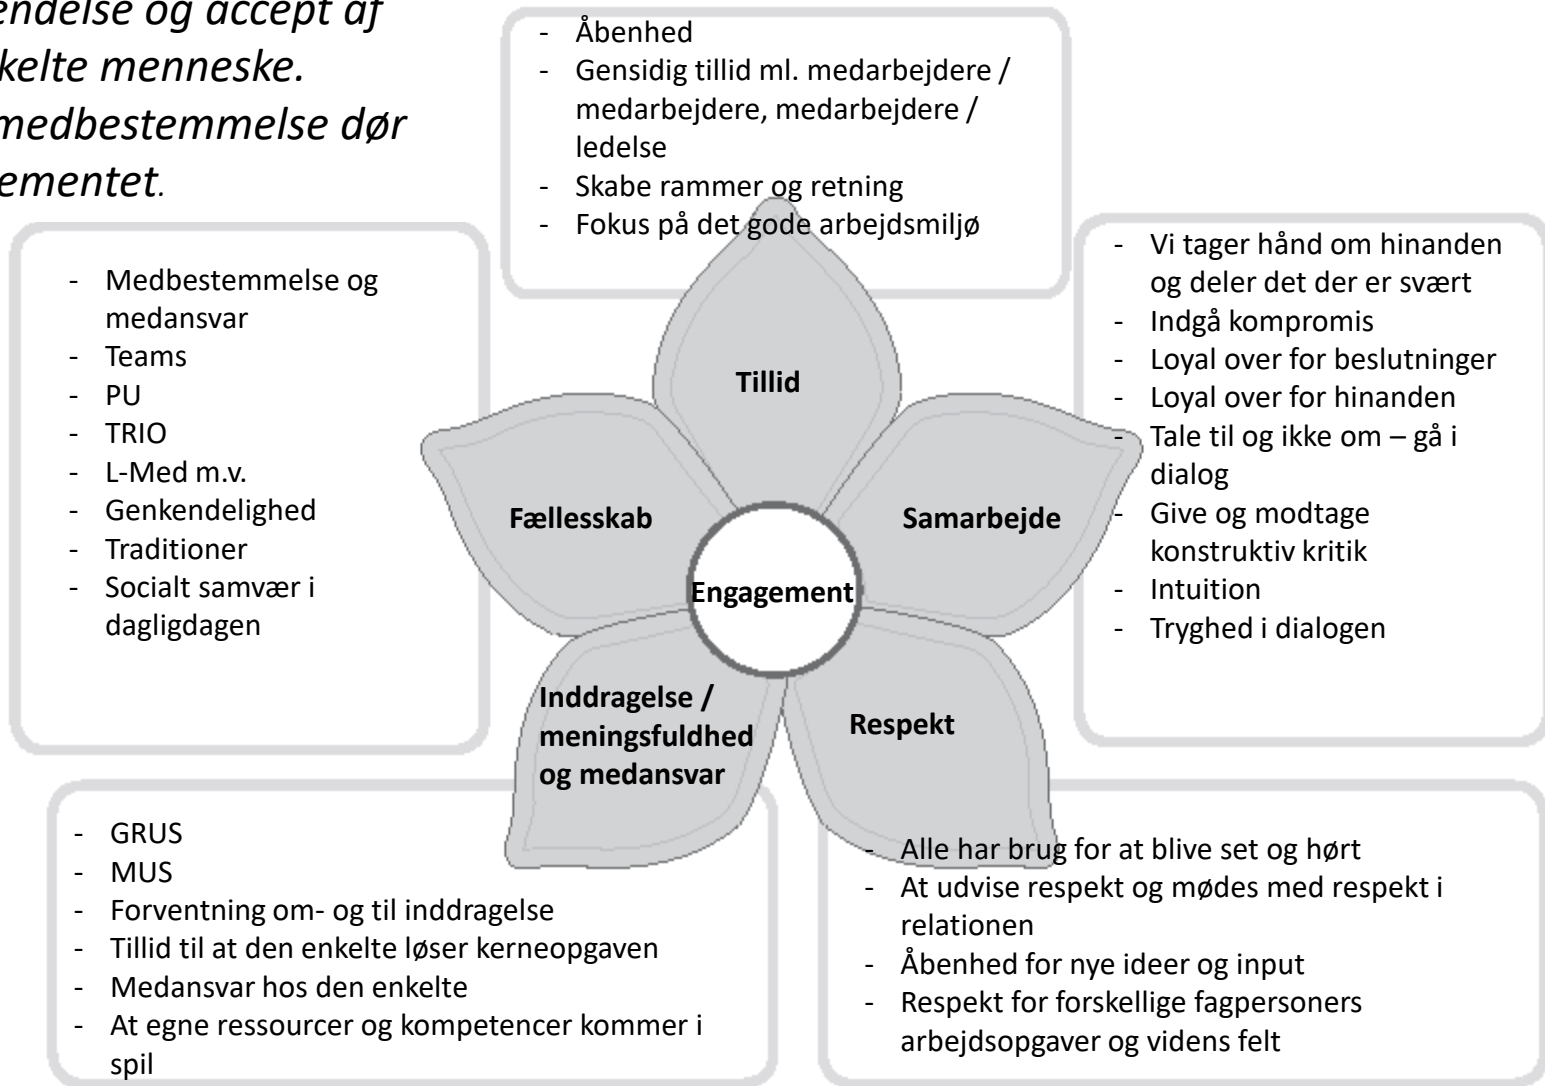 endelse og accept af
kelte menneske.
medbestemmelse dør
ementet.
- Åbenhed
- Gensidig tillid ml. medarbejdere /
medarbejdere, medarbejdere /
ledelse
- Skabe rammer og retning
- Fokus på det gode arbejdsmiljø
- Medbestemmelse og
medansvar
- Teams
- PU
- TRIO
- L-Med m.v.
- Genkendelighed
- Traditioner
- Socialt samvær i
dagligdagen
- Vi tager hånd om hinanden
og deler det der er svært
- Indgå kompromis
- Loyal over for beslutninger
- Loyal over for hinanden
- Tale til og ikke om – gå i
dialog
- Give og modtage
konstruktiv kritik
- Intuition
- Tryghed i dialogen
Tillid
Fællesskab
Samarbejde
Engagement
Inddragelse /
meningsfuldhed
og medansvar
Respekt
- GRUS
- MUS
- Forventning om- og til inddragelse
- Tillid til at den enkelte løser kerneopgaven
- Medansvar hos den enkelte
- At egne ressourcer og kompetencer kommer i
spil
- Alle har brug for at blive set og hørt
- At udvise respekt og mødes med respekt i
relationen
- Åbenhed for nye ideer og input
- Respekt for forskellige fagpersoners
arbejdsopgaver og videns felt